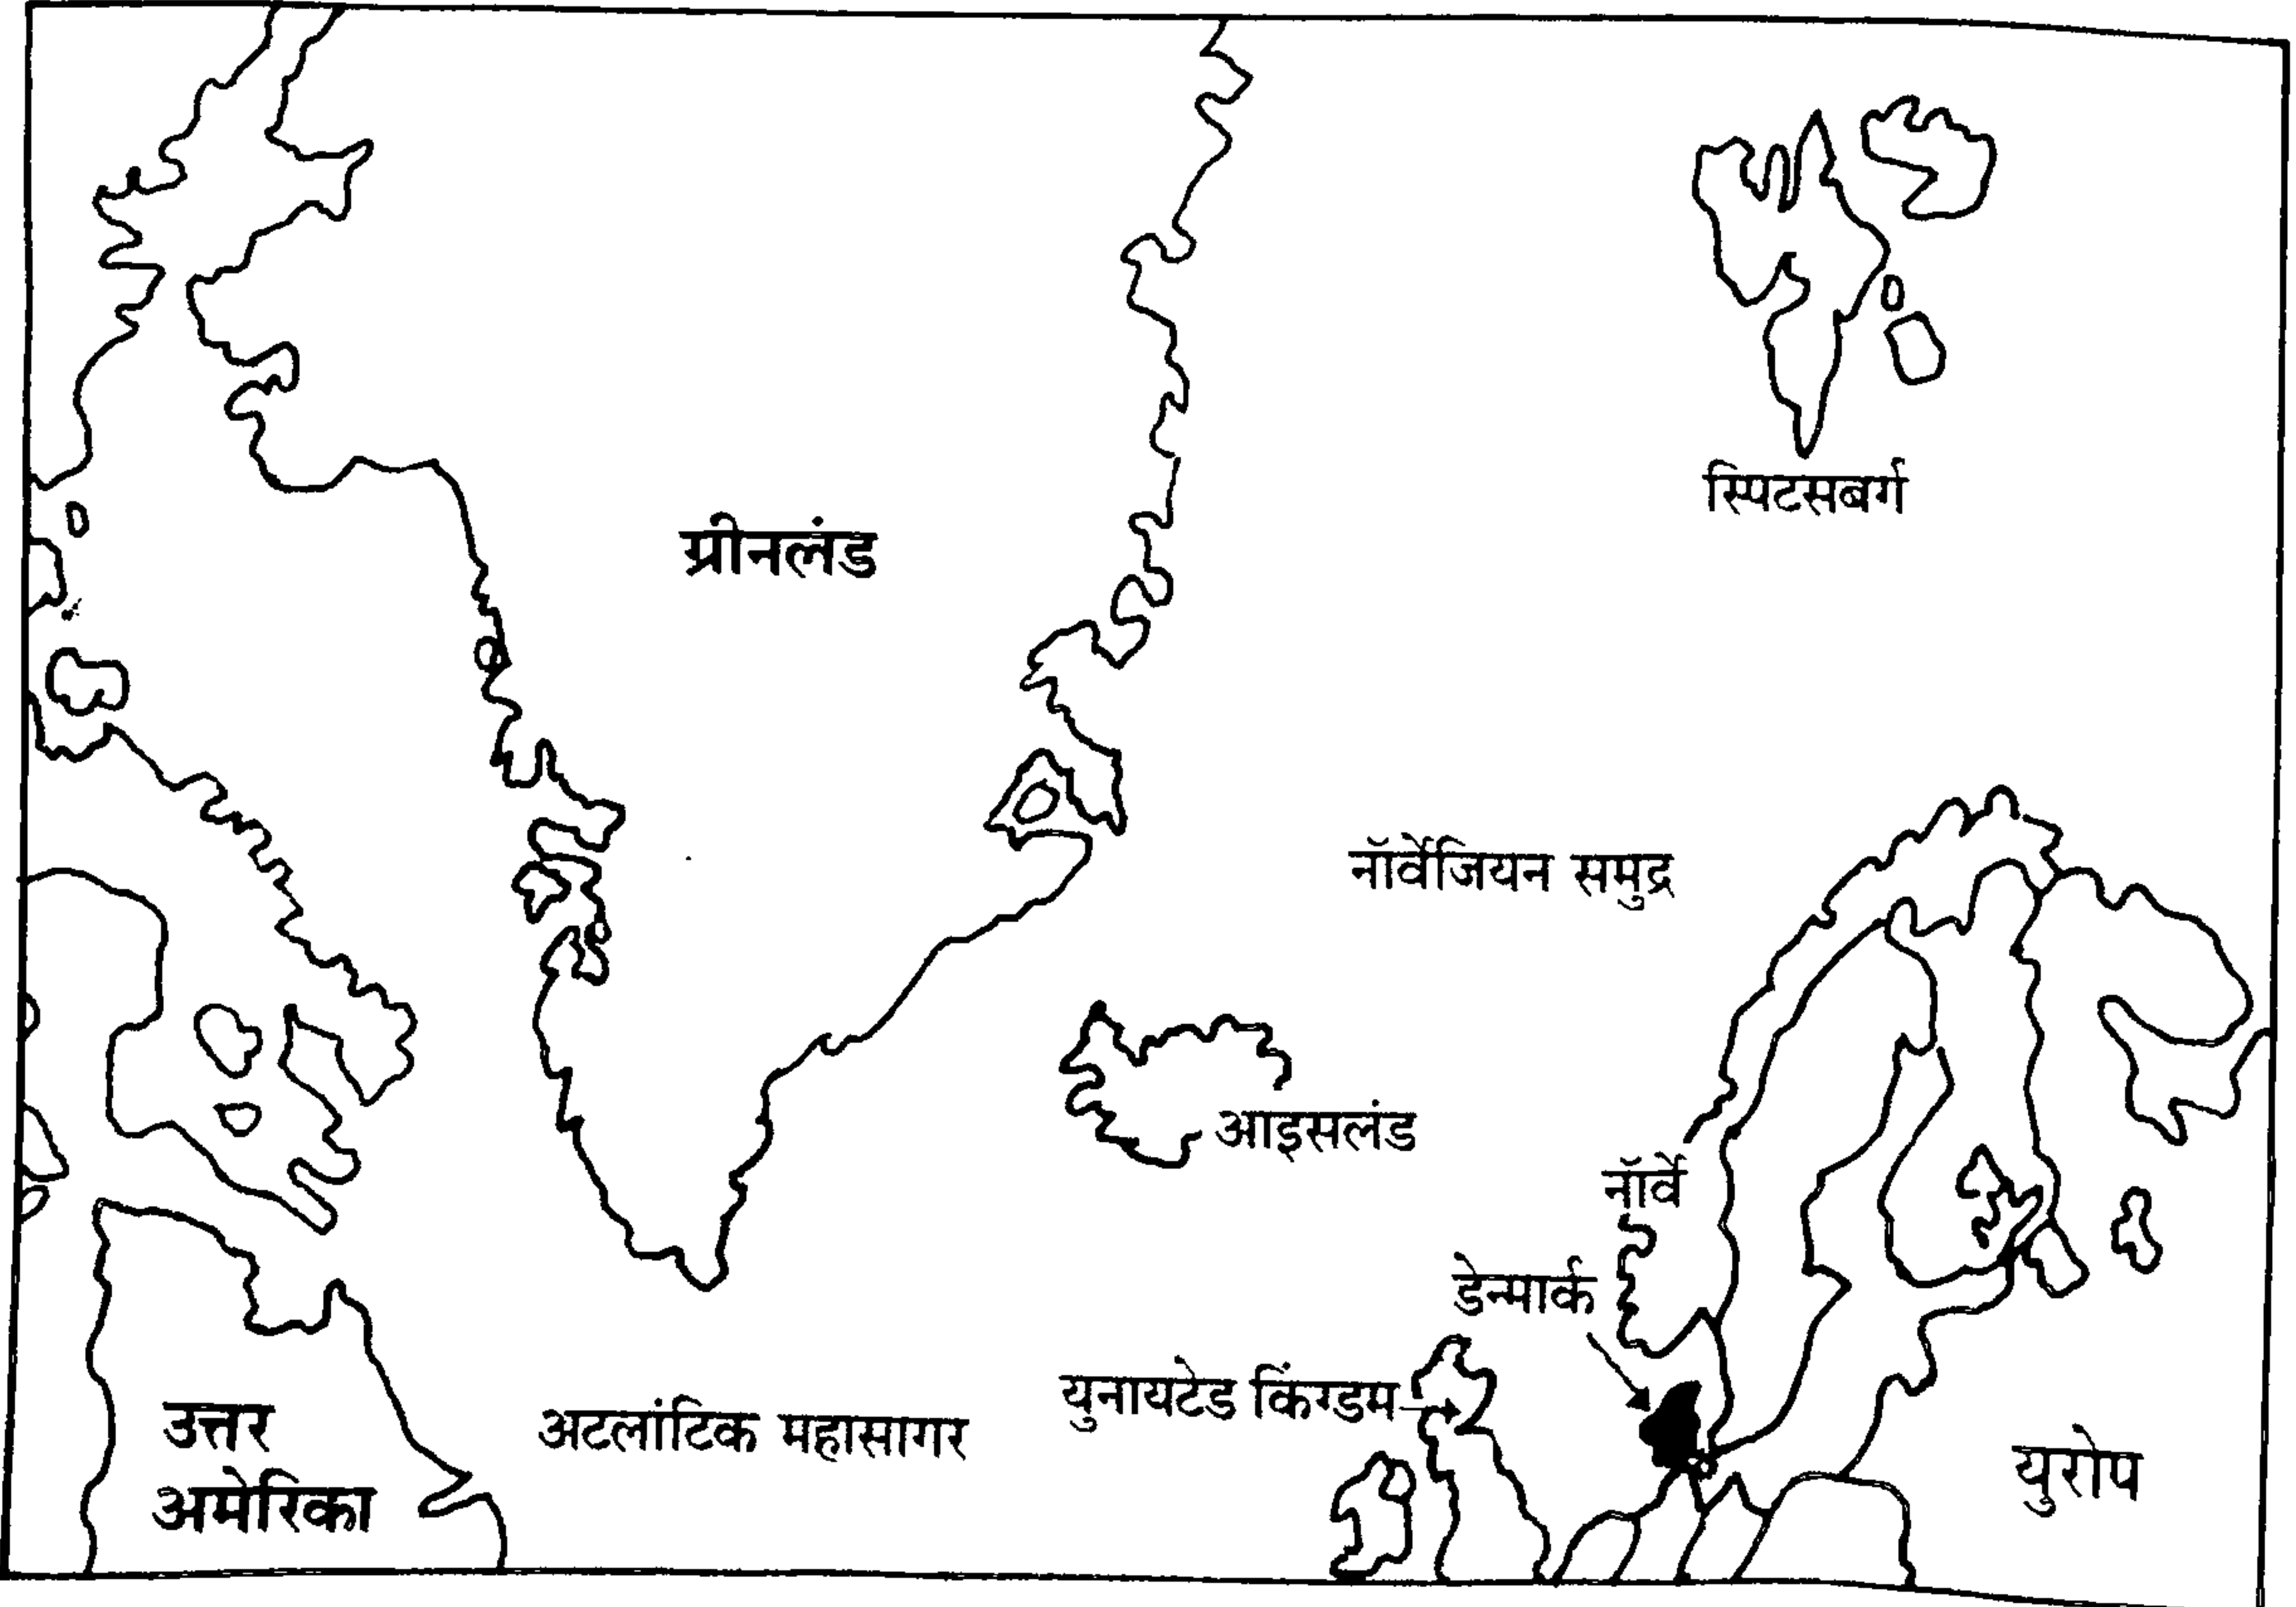 स्पिटसबर्ग
ग्रीनलंड
नॉर्वेजियन समुद्र
आइसलंड
नॉर्वे
डेन्मार्क
युनायटेड किंग्डम
उत्तर
अमेरिका
अटलांटिक महासागर
युरोप